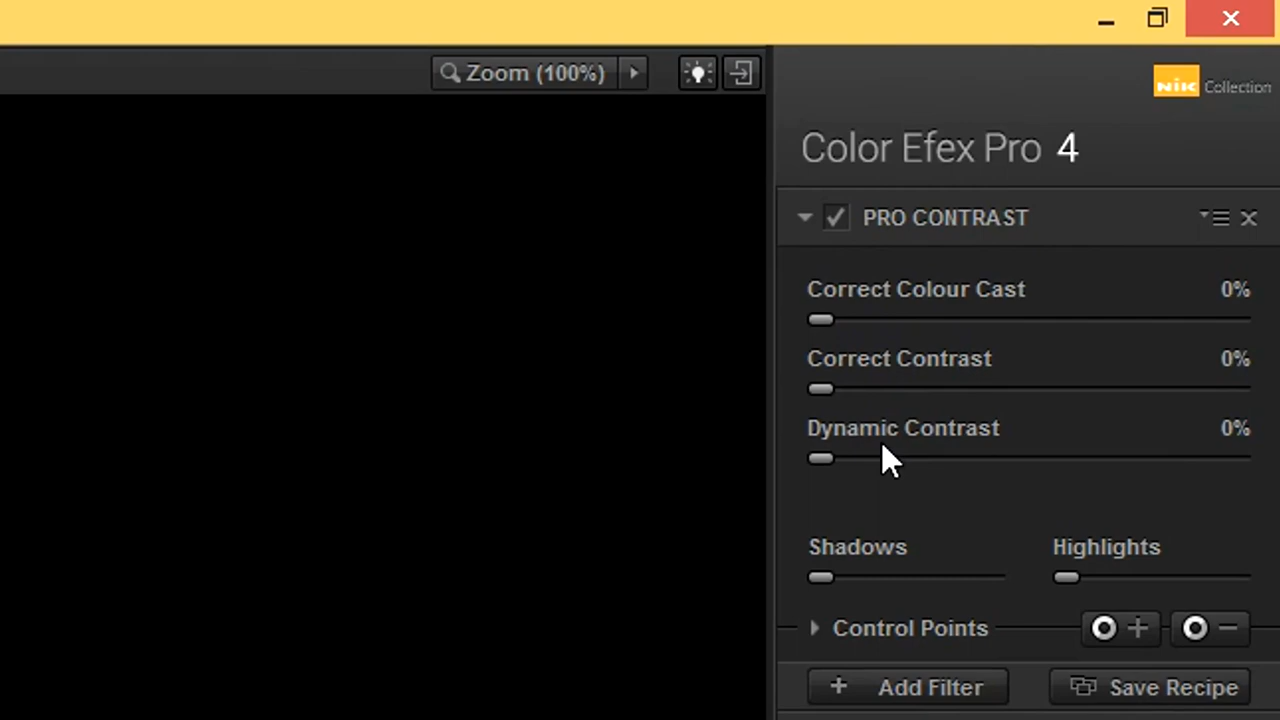 Zoom (100%)
Nik Collection
Color Efex Pro 4
PRO CONTRAST
Correct Colour Cast 0%
Correct Contrast 0%
Dynamic Contrast 0%
Shadows Highlights
Control Points
Add Filter Save Recipe